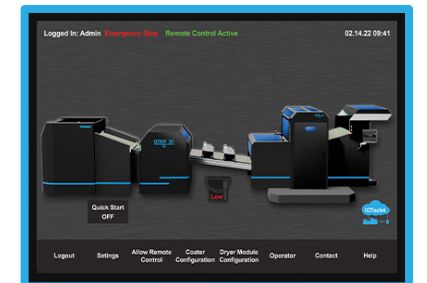 Logged In: Admin Emergency Stop Remote Control Active 02.14.22 09:41
Low
Quick Start
OFF
IOTech4
Logout Setings Allow Remote Control Coater Configuration Dryer Module Configuration Operator Contact Help